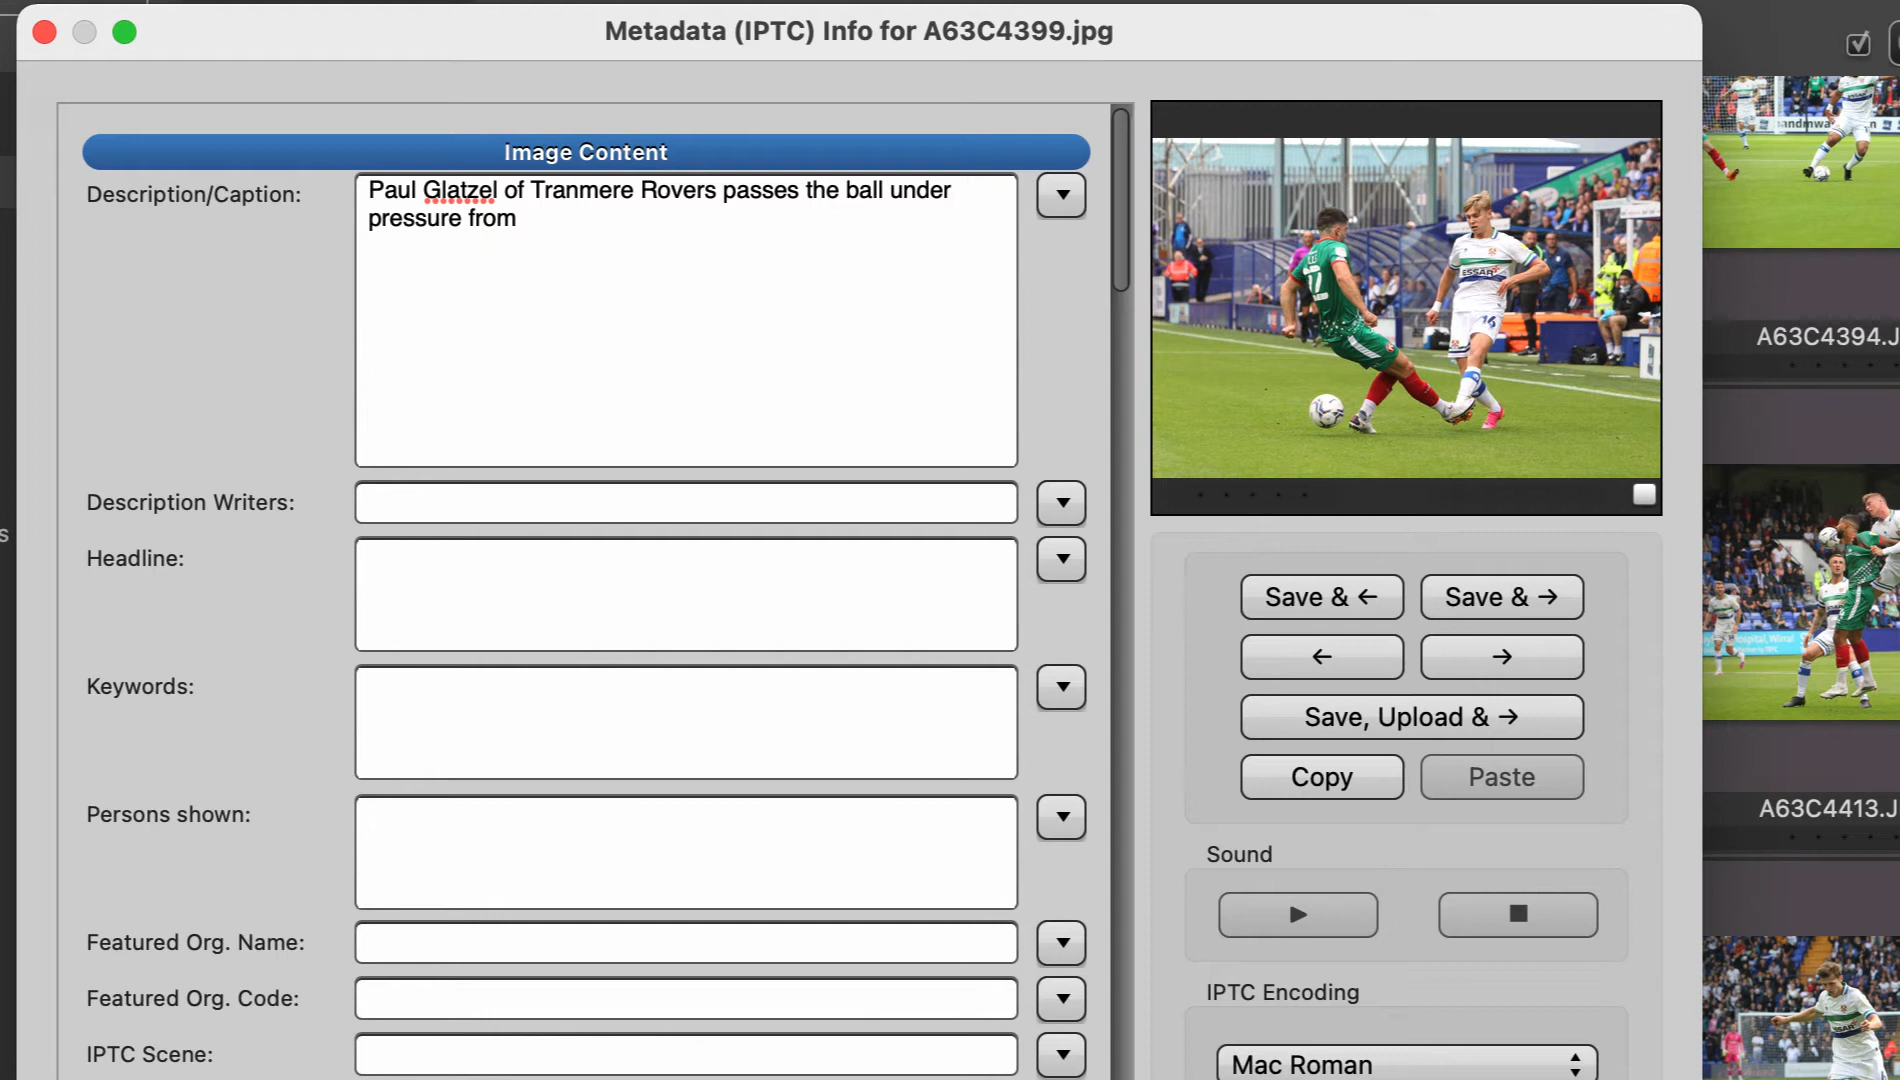 Metadata (IPTC) Info for A63C4399.jpg
Image Content
Description/Caption:
Paul Glatzel of Tranmere Rovers passes the ball under
pressure from
Description Writers:
Headline:
Keywords:
Persons shown:
Featured Org. Name:
Featured Org. Code:
IPTC Scene:
ESSAR
16
Save & ←
Save & →
←
→
Save, Upload & →
Copy
Paste
Sound
IPTC Encoding
Mac Roman
A63C4394.J
A63C4413.J
s